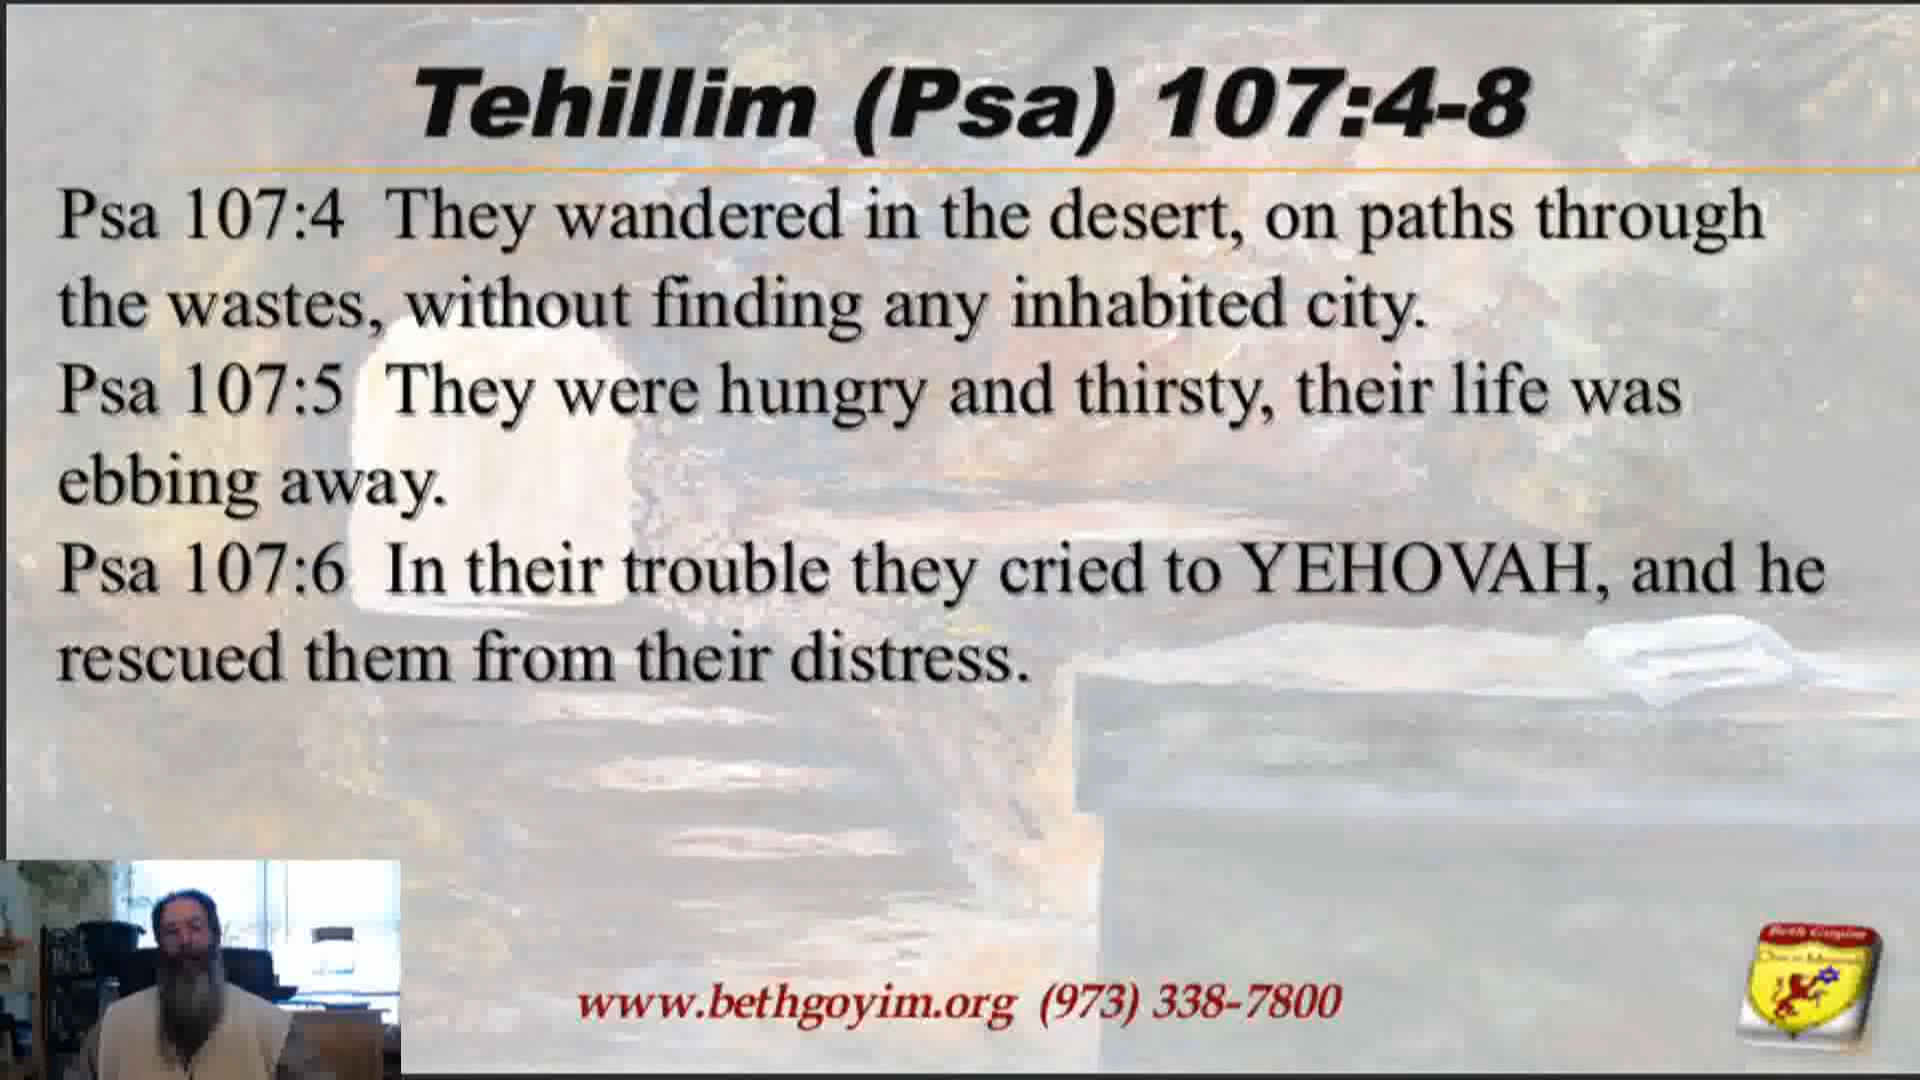 Tehillim (Psa) 107:4-8
Psa 107:4  They wandered in the desert, on paths through
the wastes, without finding any inhabited city.
Psa 107:5  They were hungry and thirsty, their life was
ebbing away.
Psa 107:6  In their trouble they cried to YEHOVAH, and he
rescued them from their distress.
www.bethgoyim.org  (973) 338-7800
Beth Goyim